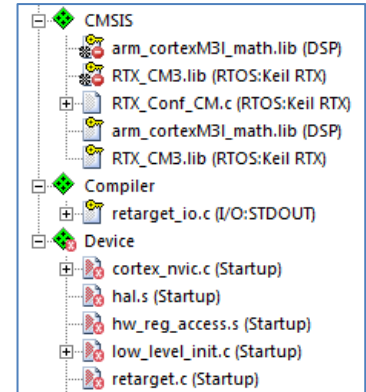 CMSIS
arm_cortexM3l_math.lib (DSP)
RTX_CM3.lib (RTOS:Keil RTX)
RTX_Conf_CM.c (RTOS:Keil RTX)
arm_cortexM3l_math.lib (DSP)
RTX_CM3.lib (RTOS:Keil RTX)
Compiler
retarget_io.c (I/O:STDOUT)
Device
cortex_nvic.c (Startup)
hal.s (Startup)
hw_reg_access.s (Startup)
low_level_init.c (Startup)
retarget.c (Startup)